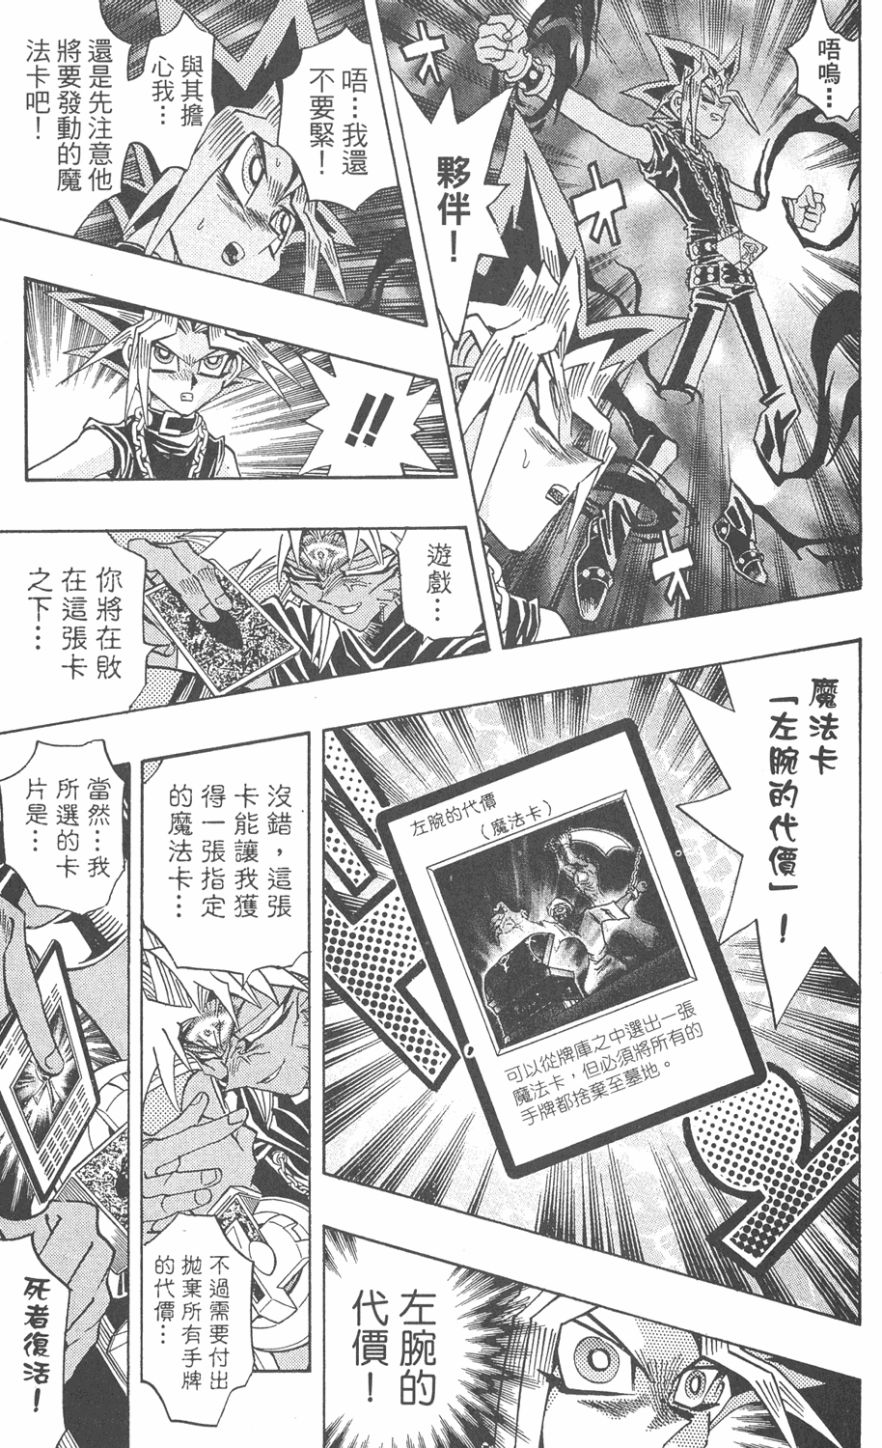 唔嗚…
夥伴！
唔…我還
不要緊！
與其擔
心我…
還是先注意他
將要發動的魔
法卡吧！
!!
遊戲…
你將在敗
在這張卡
之下…
魔法卡
「左腕的代價」！
左腕的代價
（魔法卡）
可以從牌庫之中選出一張
魔法卡，但必須將所有的
手牌都捨棄至墓地。
左腕的
代價！
沒錯，這張
卡能讓我獲
得一張指定
的魔法卡…
不過需要付出
拋棄所有手牌
的代價…
當然…我
所選的卡
片是…
死者復活！